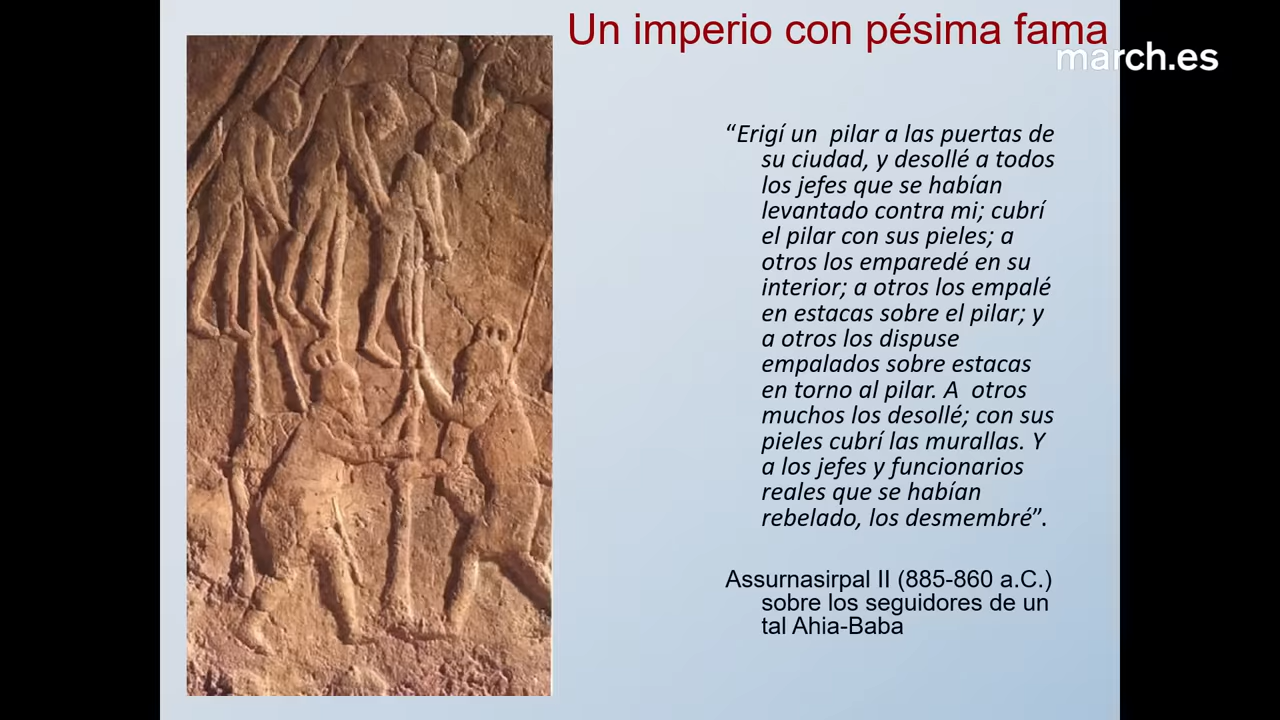 Un imperio con pésima fama
march.es
“Erigí un pilar a las puertas de
su ciudad, y desollé a todos
los jefes que se habían
levantado contra mi; cubrí
el pilar con sus pieles; a
otros los emparedé en su
interior; a otros los empalé
en estacas sobre el pilar; y
a otros los dispuse
empalados sobre estacas
en torno al pilar. A otros
muchos los desollé; con sus
pieles cubrí las murallas. Y
a los jefes y funcionarios
reales que se habían
rebelado, los desmembré”.
Assurnasirpal II (885-860 a.C.)
sobre los seguidores de un
tal Ahia-Baba